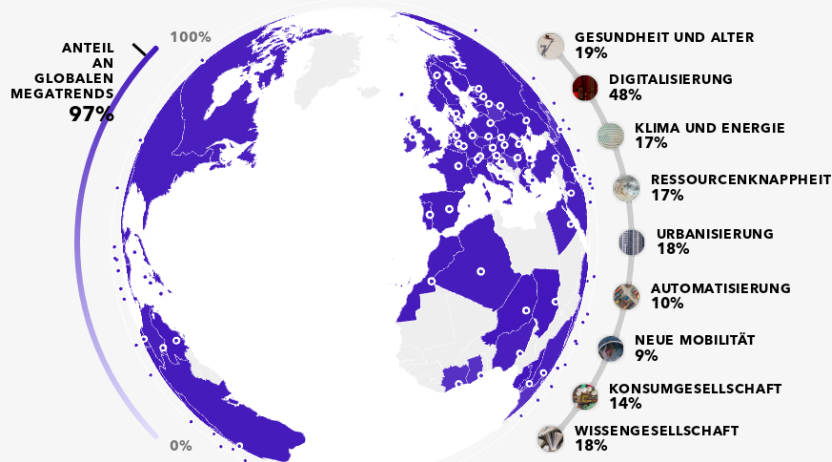 100%
ANTEIL
AN
GLOBALEN
MEGATRENDS
97%
0%
GESUNDHEIT UND ALTER
19%
DIGITALISIERUNG
48%
KLIMA UND ENERGIE
17%
RESSOURCENKNAPPHEIT
17%
URBANISIERUNG
18%
AUTOMATISIERUNG
10%
NEUE MOBILITÄT
9%
KONSUMGESELLSCHAFT
14%
WISSENGESELLSCHAFT
18%